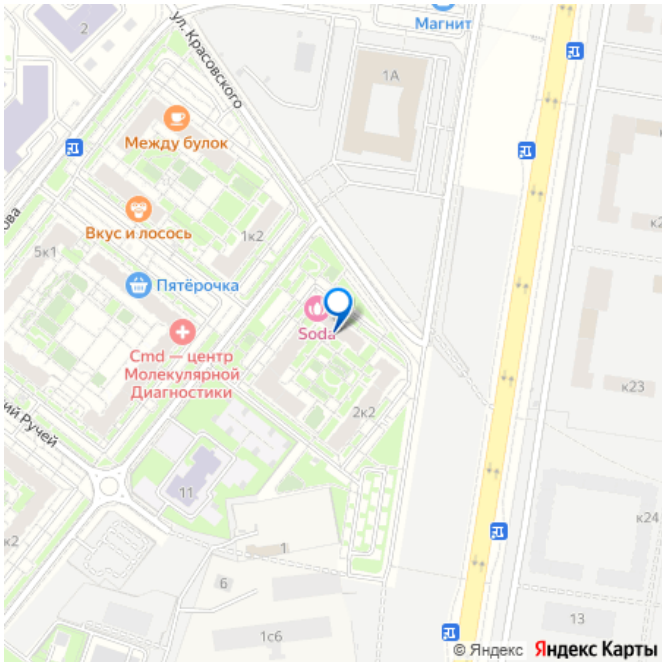 2
Магнит
ул. Красовского
1А
Между булок
ова
Вкус и лосось
1к2
к2
5к1
Пятёрочка
Soda
Cmd — центр
Молекулярной
Диагностики
к23
2к2
ий Ручей
11
к24
к2
1
6
13
1с6
© Яндекс Яндекс Карты